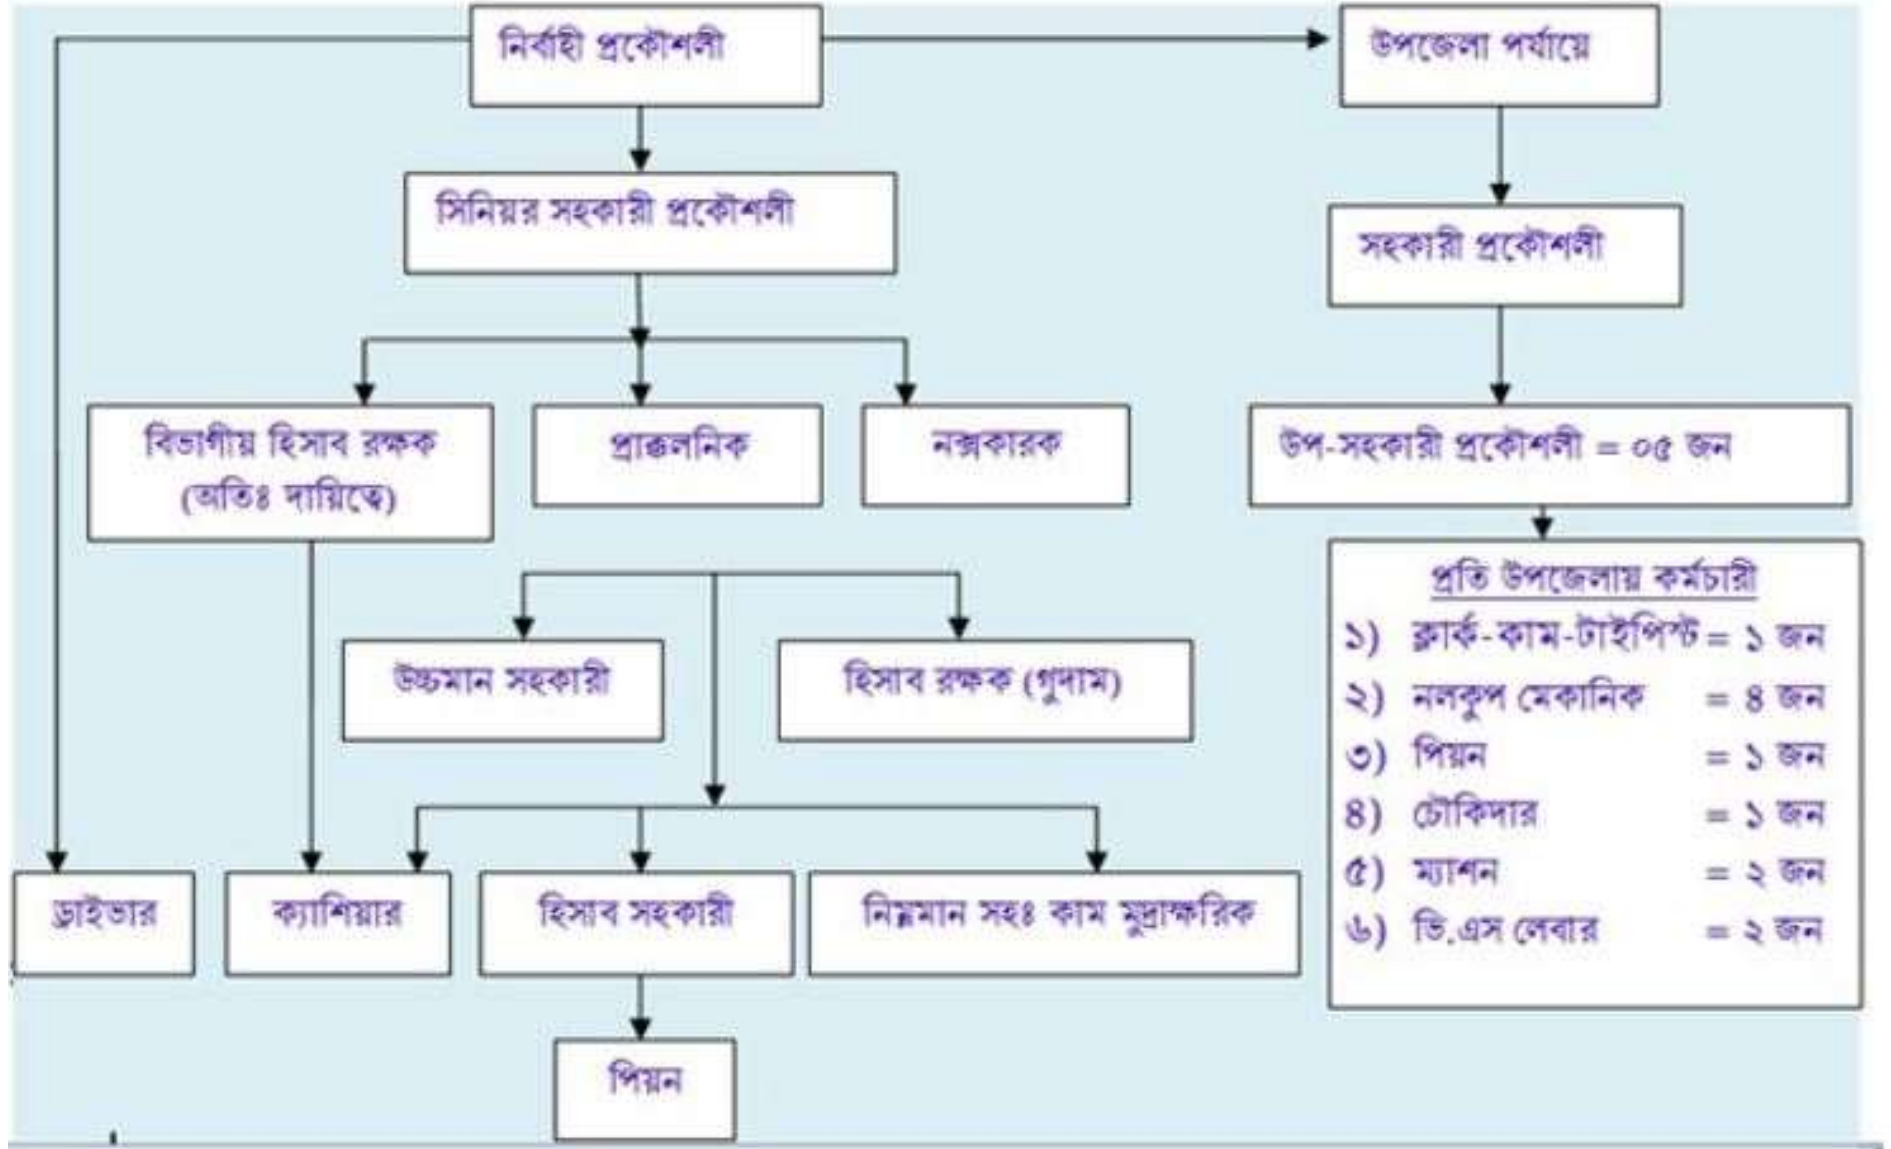 নির্বাহী প্রকৌশলী
উপজেলা পর্যায়ে
সিনিয়র সহকারী প্রকৌশলী
সহকারী প্রকৌশলী
বিভাগীয় হিসাব রক্ষক
(অতিঃ দায়িত্বে)
প্রাক্কলনিক
নক্সকারক
উপ-সহকারী প্রকৌশলী = ০৫ জন
উচ্চমান সহকারী
হিসাব রক্ষক (গুদাম)
প্রতি উপজেলায় কর্মচারী
১) ক্লার্ক-কাম-টাইপিস্ট = ১ জন
২) নলকুপ মেকানিক = ৪ জন
৩) পিয়ন = ১ জন
৪) চৌকিদার = ১ জন
৫) ম্যাশন = ২ জন
৬) ভি.এস লেবার = ২ জন
ড্রাইভার
ক্যাশিয়ার
হিসাব সহকারী
নিম্নমান সহঃ কাম মুদ্রাক্ষরিক
পিয়ন